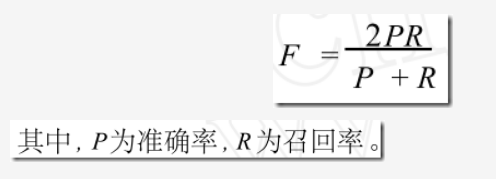 F = 2PR / P + R
其中, P为准确率, R为召回率。